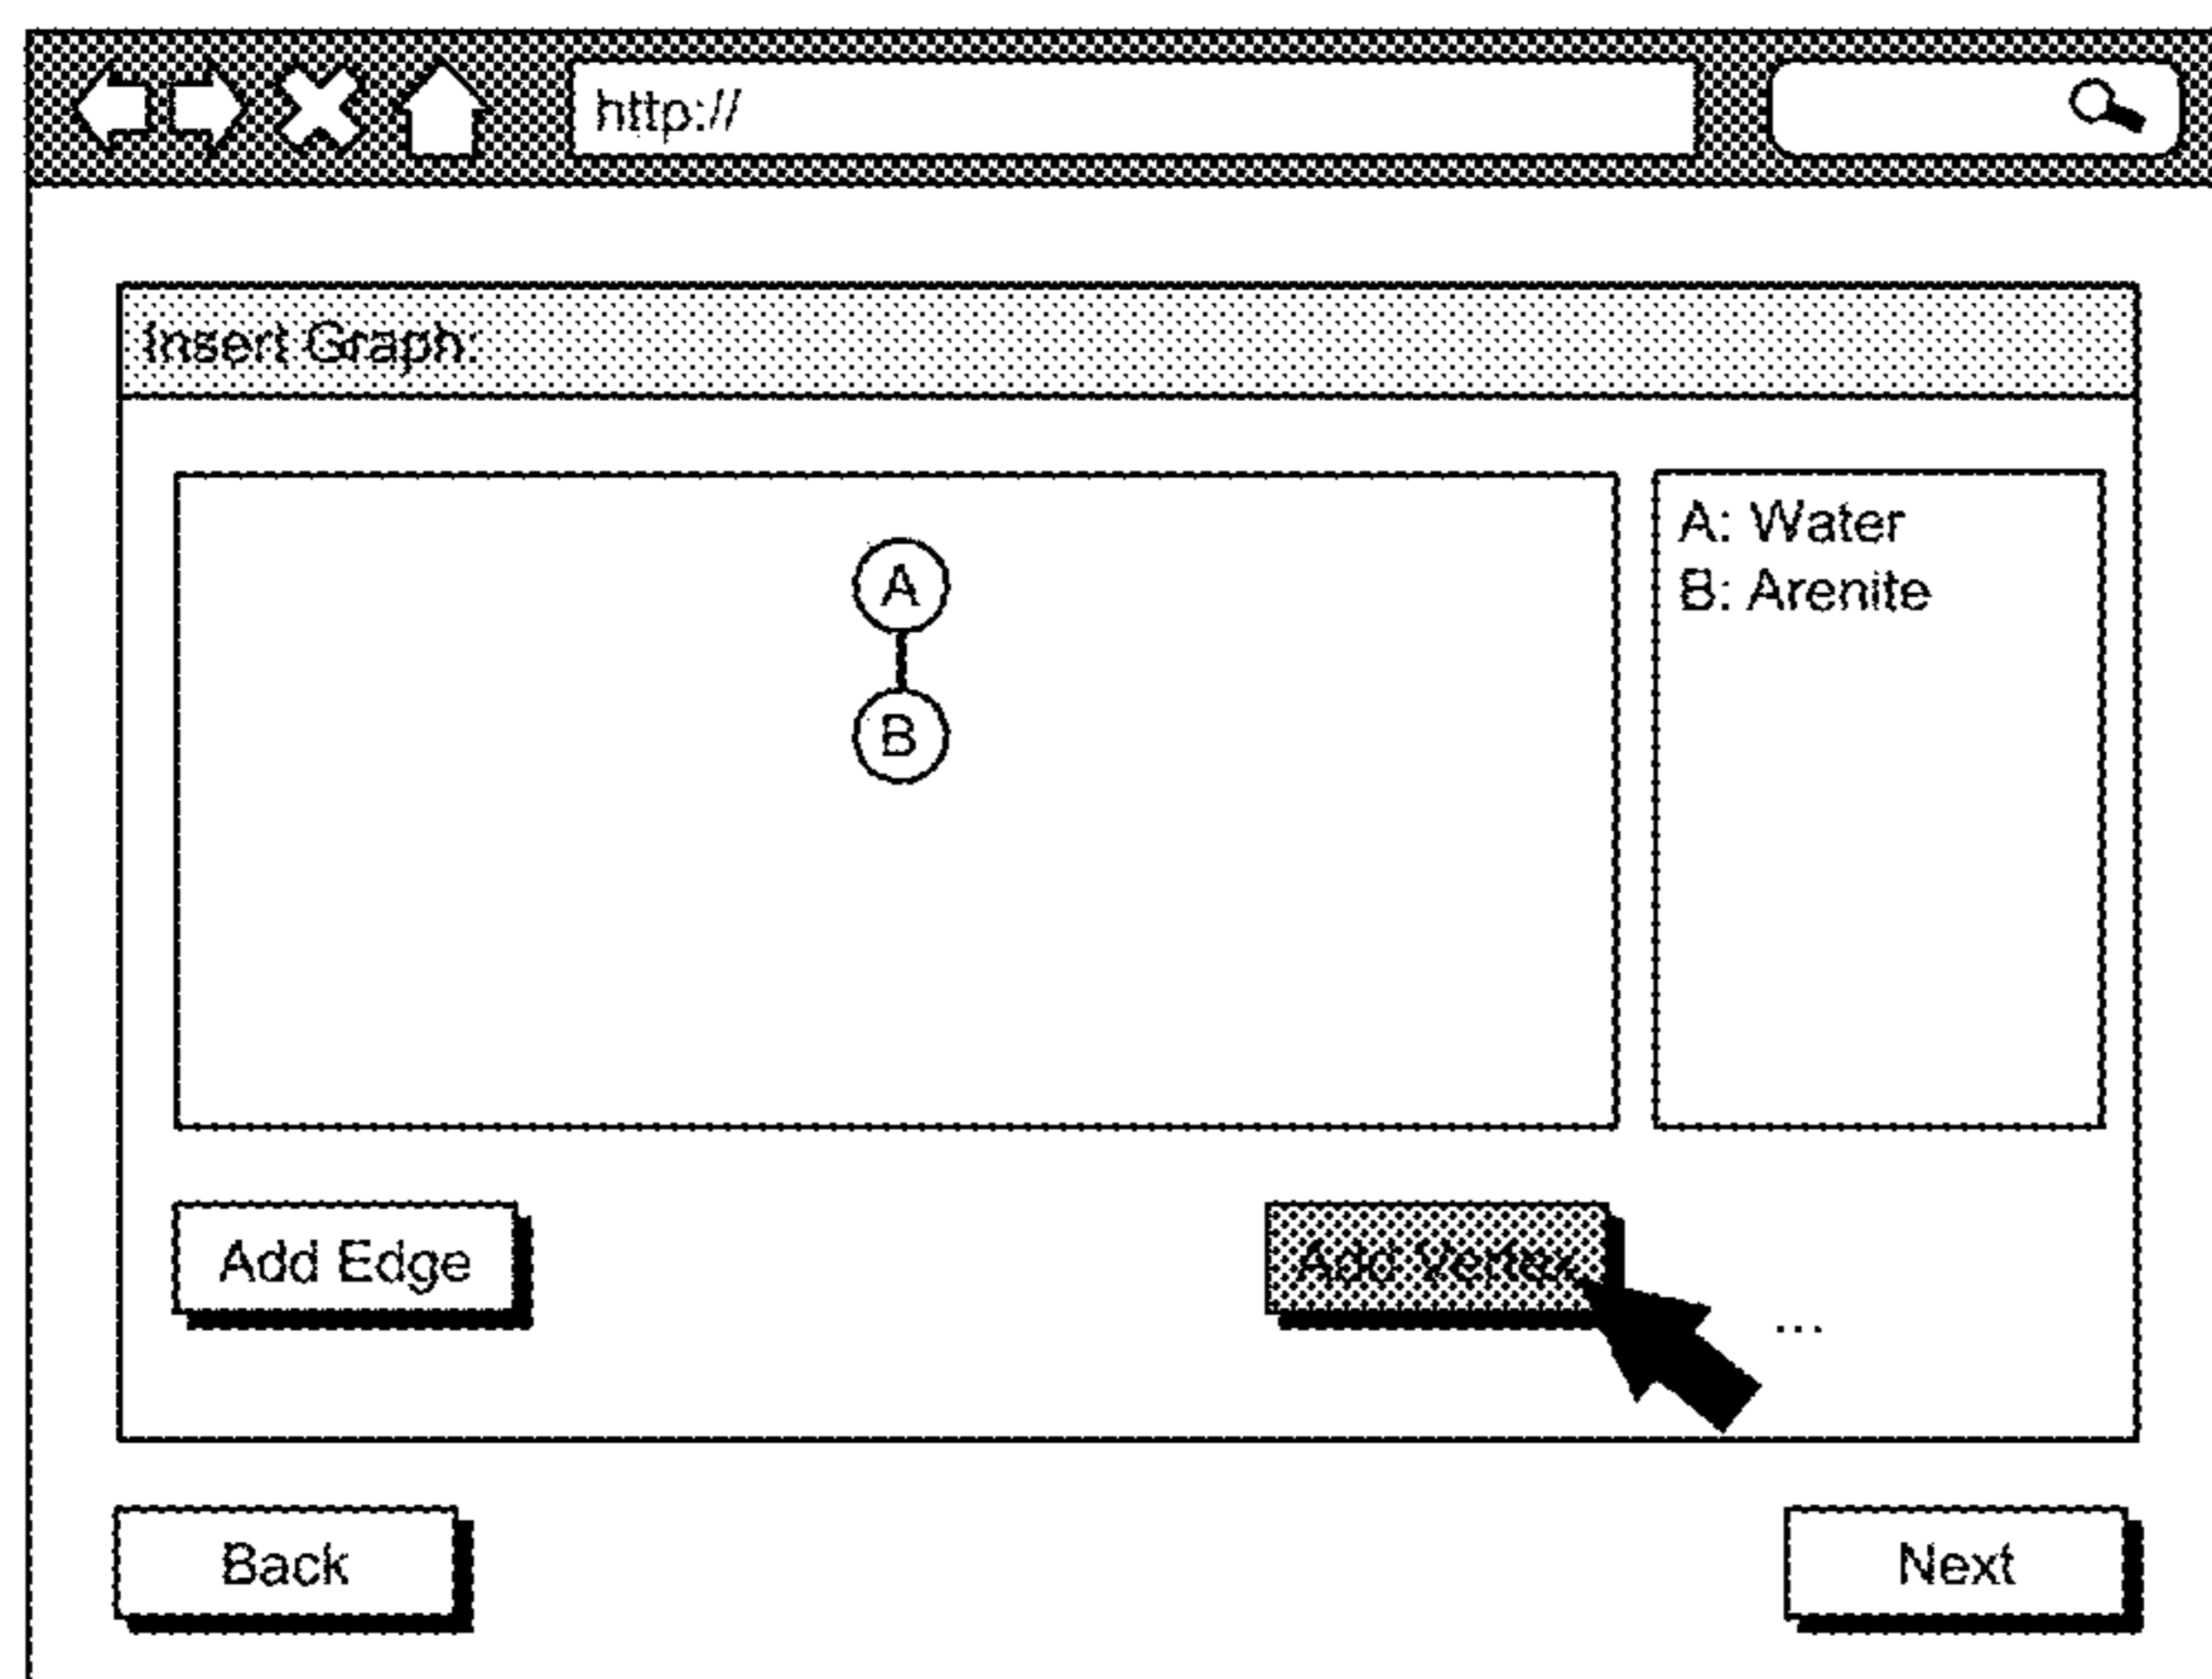 http://
Insert Graph:
A
B
A: Water
B: Arenite
Add Edge
Add Vertex
...
Back
Next